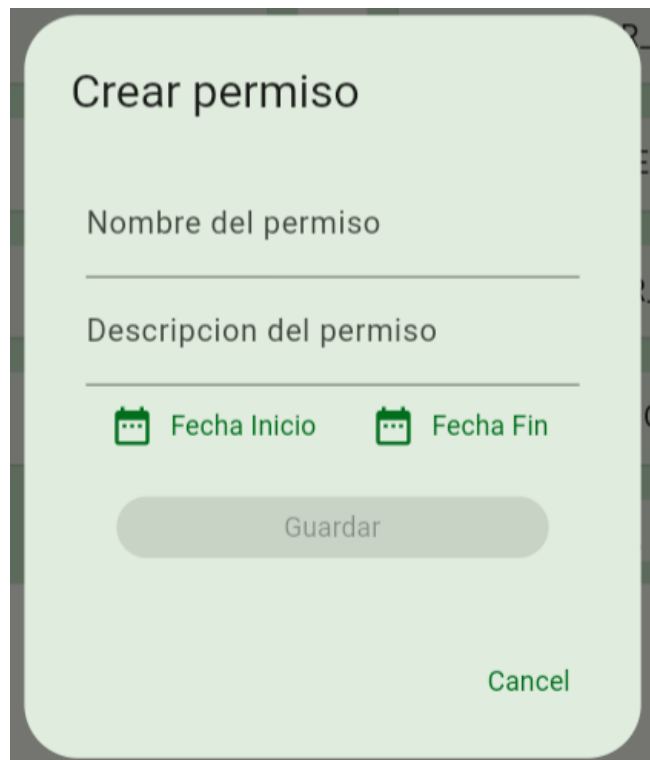 Crear permiso
Nombre del permiso
Descripcion del permiso
Fecha Inicio Fecha Fin
Guardar
Cancel